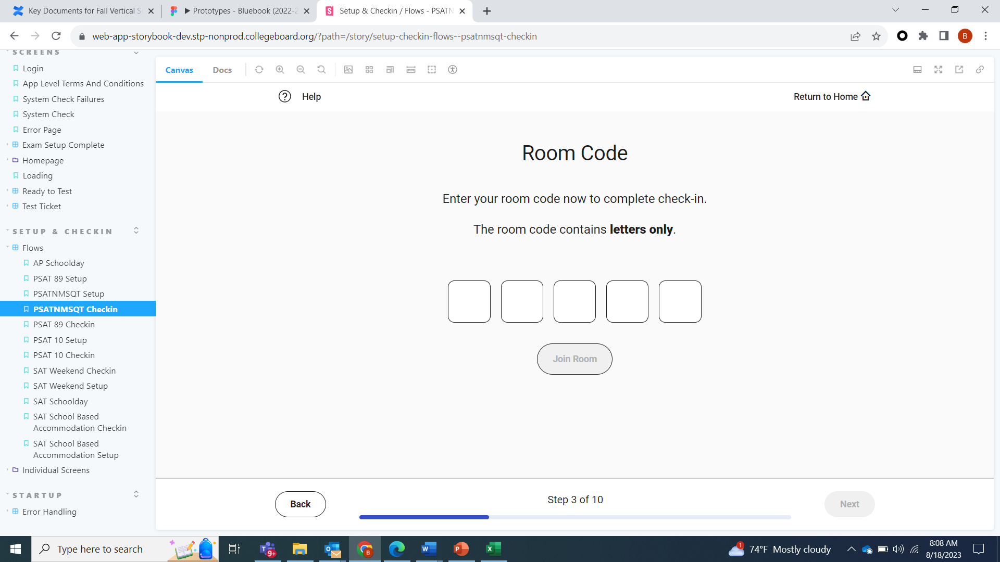 Key Documents for Fall Vertical S
Prototypes - Bluebook (2022-2
Setup & Checkin / Flows - PSATN
web-app-storybook-dev.stp-nonprod.collegeboard.org/?path=/story/setup-checkin-flows--psatnmsqt-checkin
B
SCREENS
Login
App Level Terms And Conditions
System Check Failures
System Check
Error Page
Exam Setup Complete
Homepage
Loading
Ready to Test
Test Ticket
SETUP & CHECKIN
Flows
AP Schoolday
PSAT 89 Setup
PSATNMSQT Setup
PSATNMSQT Checkin
PSAT 89 Checkin
PSAT 10 Setup
PSAT 10 Checkin
SAT Weekend Checkin
SAT Weekend Setup
SAT Schoolday
SAT School Based
Accommodation Checkin
SAT School Based
Accommodation Setup
Individual Screens
STARTUP
Error Handling
Canvas Docs
? Help
Return to Home
Room Code
Enter your room code now to complete check-in.
The room code contains letters only.
Join Room
Back
Step 3 of 10
Next
Type here to search
9+
1
74°F Mostly cloudy
8:08 AM
8/18/2023